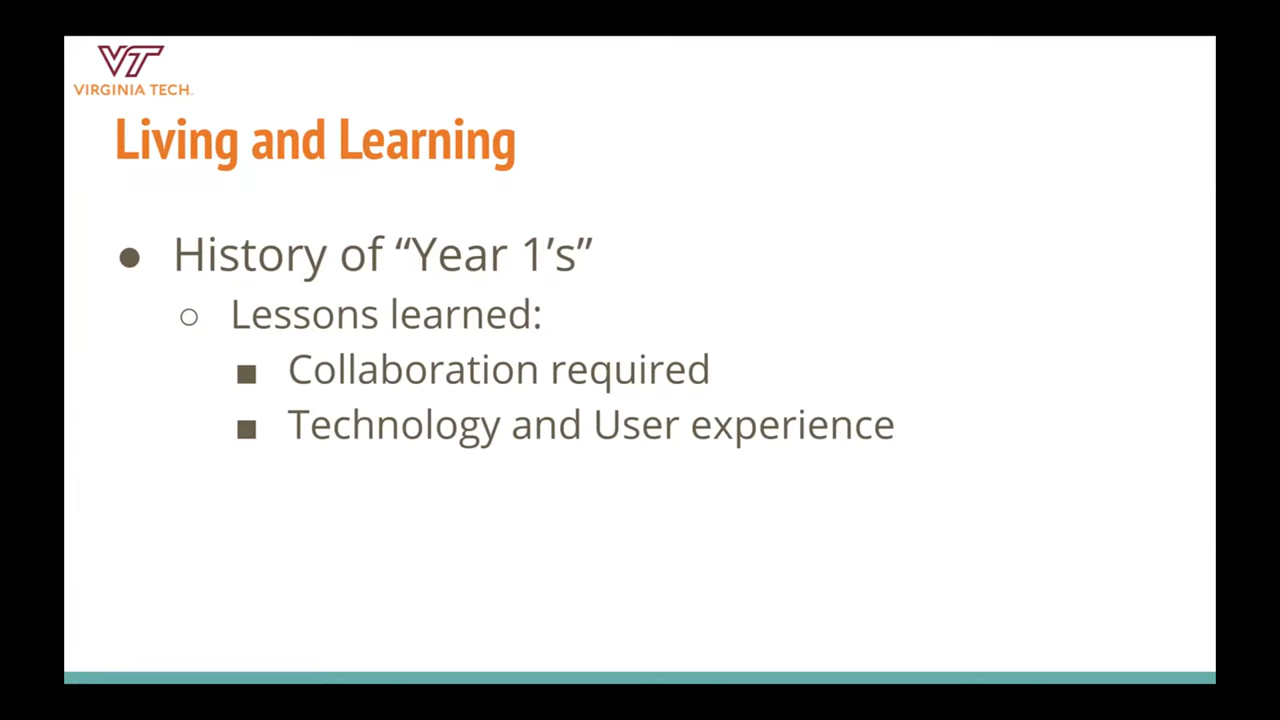 VT
VIRGINIA TECH.
Living and Learning
● History of “Year 1’s”
○ Lessons learned:
■ Collaboration required
■ Technology and User experience